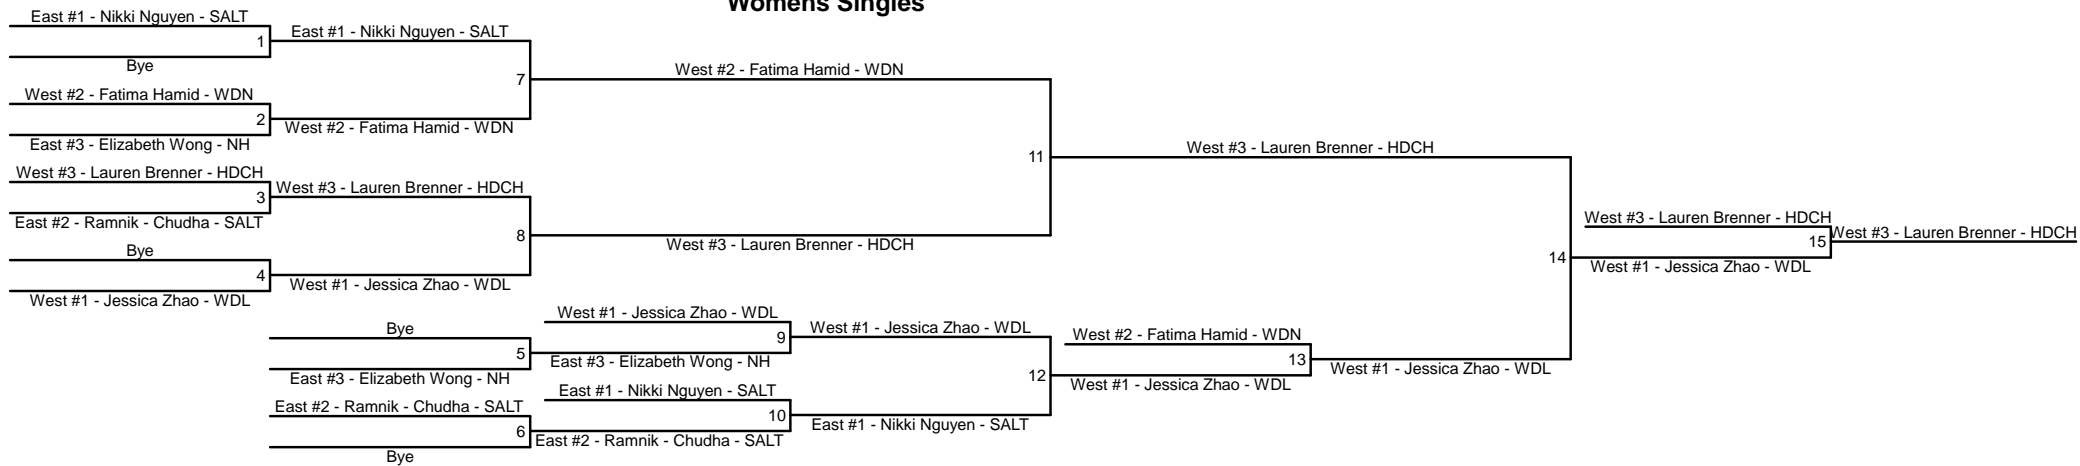 Womens Singles
East #1 - Nikki Nguyen - SALT
1
East #1 - Nikki Nguyen - SALT
Bye
7
West #2 - Fatima Hamid - WDN
West #2 - Fatima Hamid - WDN
2
West #2 - Fatima Hamid - WDN
East #3 - Elizabeth Wong - NH
11
West #3 - Lauren Brenner - HDCH
West #3 - Lauren Brenner - HDCH
3
West #3 - Lauren Brenner - HDCH
East #2 - Ramnik - Chudha - SALT
8
West #3 - Lauren Brenner - HDCH
Bye
4
West #1 - Jessica Zhao - WDL
West #1 - Jessica Zhao - WDL
14
West #3 - Lauren Brenner - HDCH
15
West #3 - Lauren Brenner - HDCH
West #1 - Jessica Zhao - WDL
Bye
5
East #3 - Elizabeth Wong - NH
West #1 - Jessica Zhao - WDL
9
East #3 - Elizabeth Wong - NH
West #1 - Jessica Zhao - WDL
12
West #2 - Fatima Hamid - WDN
13
West #1 - Jessica Zhao - WDL
West #1 - Jessica Zhao - WDL
East #2 - Ramnik - Chudha - SALT
6
Bye
East #1 - Nikki Nguyen - SALT
10
East #2 - Ramnik - Chudha - SALT
East #1 - Nikki Nguyen - SALT